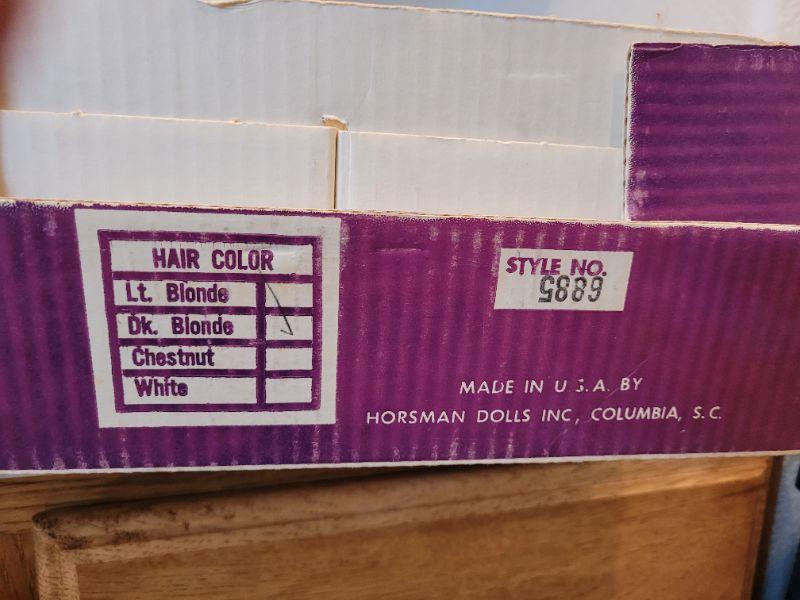 HAIR COLOR
Lt. Blonde
Dk. Blonde
Chestnut
White
STYLE NO.
6885
MADE IN U.S.A. BY
HORSMAN DOLLS INC, COLUMBIA, S.C.